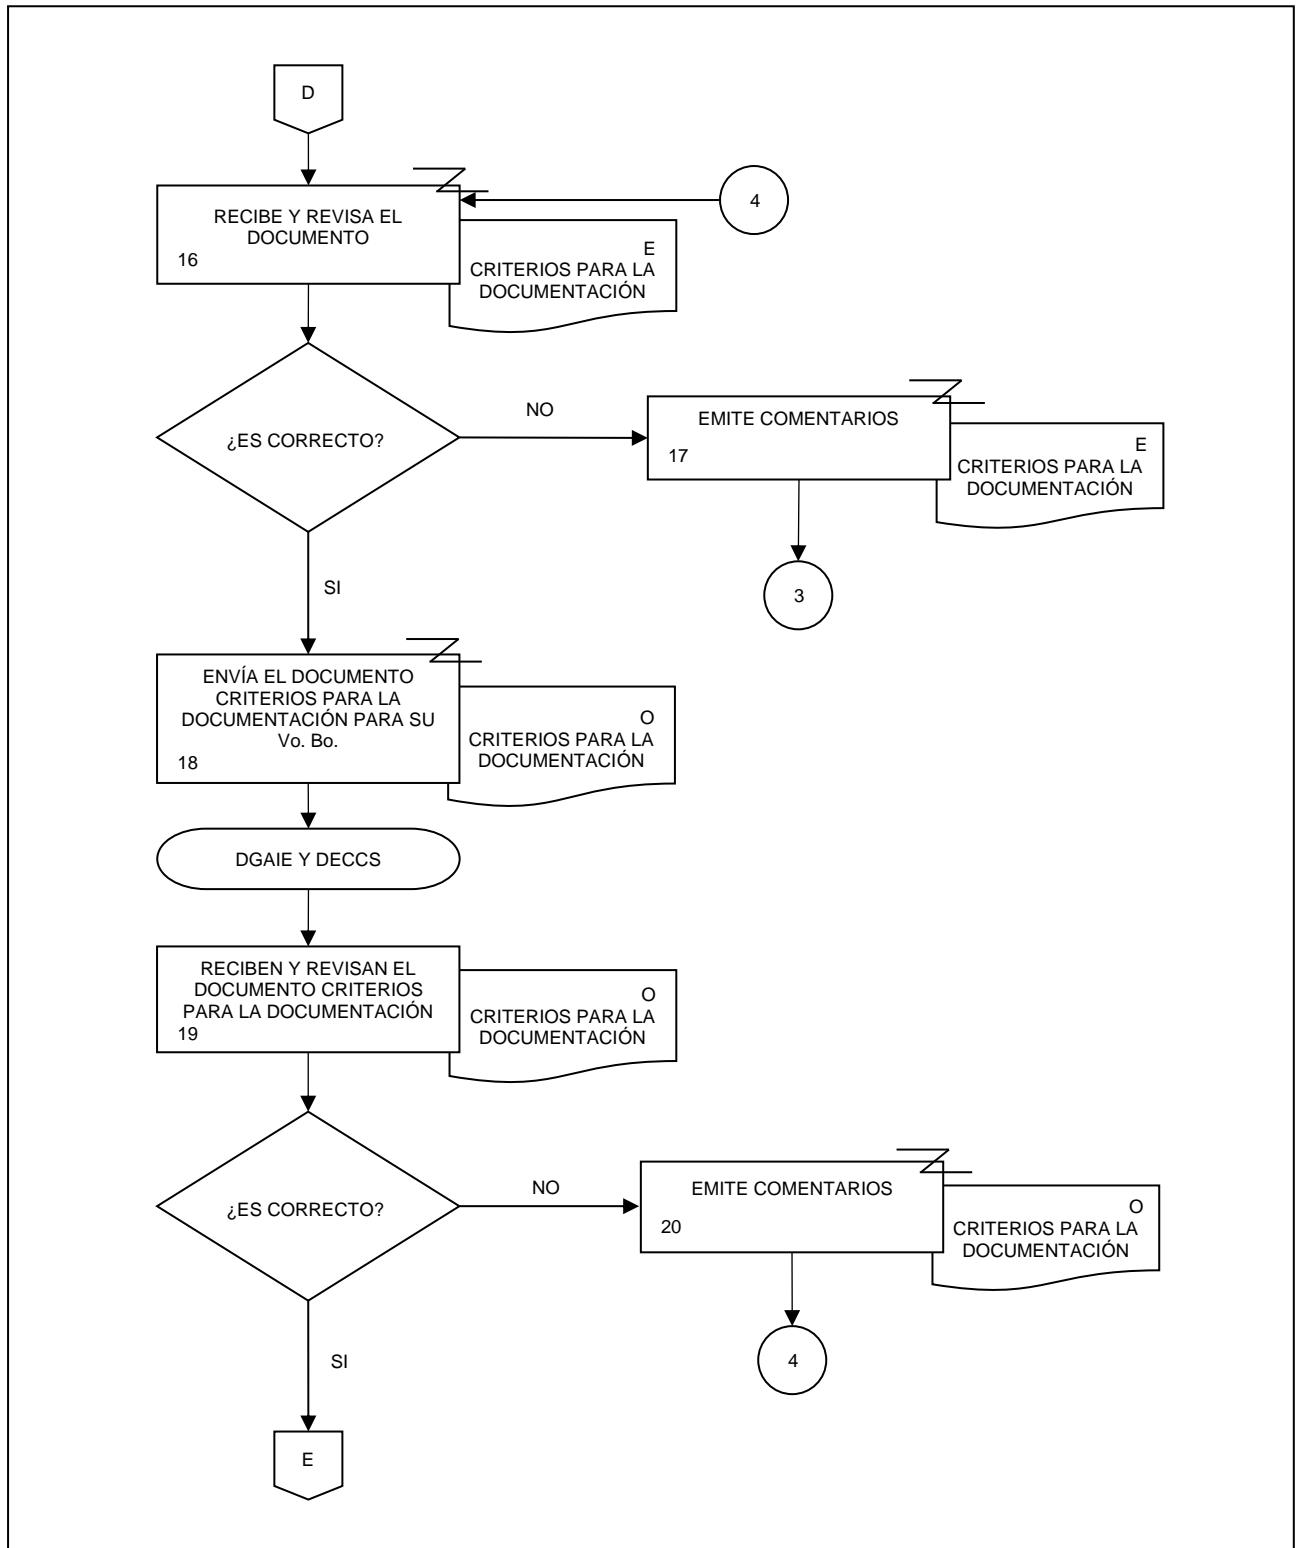 D
4
RECIBE Y REVISA EL
DOCUMENTO
16
E
CRITERIOS PARA LA
DOCUMENTACIÓN
¿ES CORRECTO?
NO
EMITE COMENTARIOS
17
E
CRITERIOS PARA LA
DOCUMENTACIÓN
3
SI
ENVÍA EL DOCUMENTO
CRITERIOS PARA LA
DOCUMENTACIÓN PARA SU
Vo. Bo.
18
O
CRITERIOS PARA LA
DOCUMENTACIÓN
DGAIE Y DECCS
RECIBEN Y REVISAN EL
DOCUMENTO CRITERIOS
PARA LA DOCUMENTACIÓN
19
O
CRITERIOS PARA LA
DOCUMENTACIÓN
¿ES CORRECTO?
NO
EMITE COMENTARIOS
20
O
CRITERIOS PARA LA
DOCUMENTACIÓN
4
SI
E